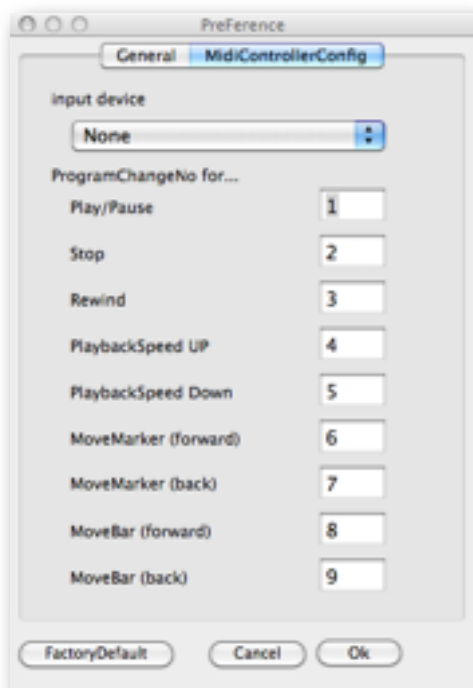 PreFerence
General MidiControllerConfig
input device
None
ProgramChangeNo for...
Play/Pause 1
Stop 2
Rewind 3
PlaybackSpeed UP 4
PlaybackSpeed Down 5
MoveMarker (forward) 6
MoveMarker (back) 7
MoveBar (forward) 8
MoveBar (back) 9
FactoryDefault Cancel Ok